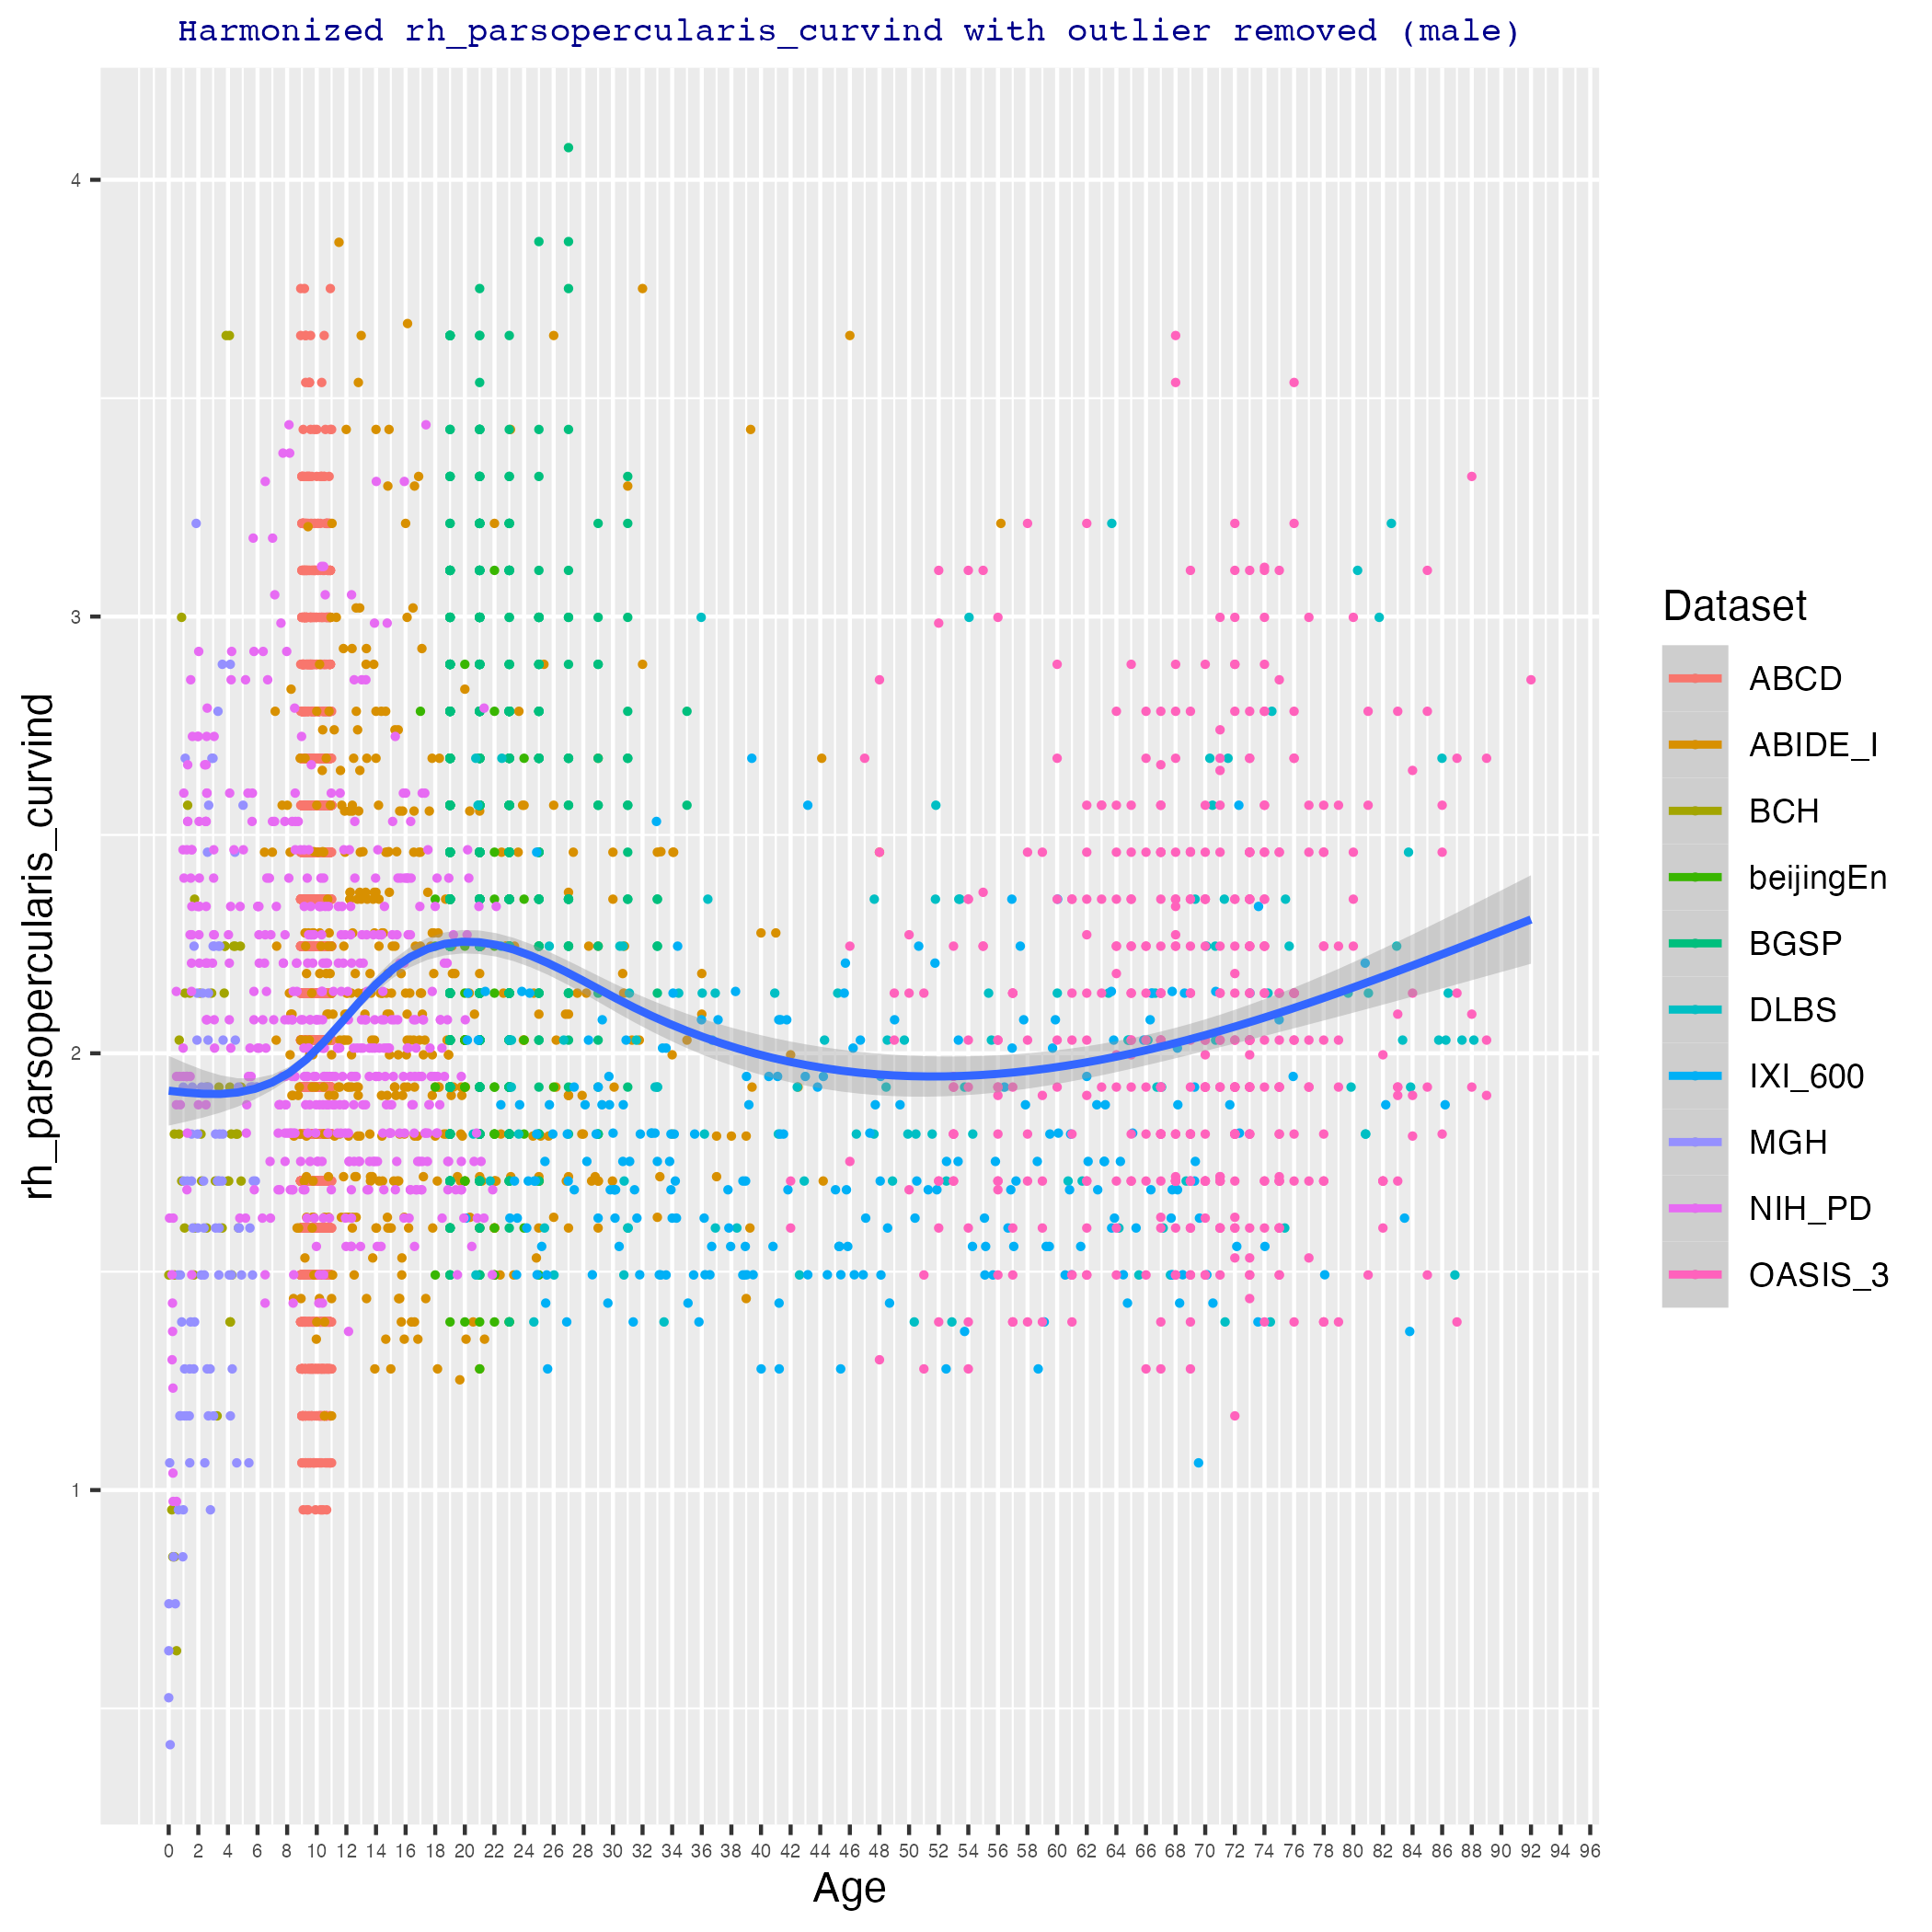 Harmonized rh_parsopercularis_curvind with outlier removed (male)
4
3
2
1
rh_parsopercularis_curvind
0 2 4 6 8 10 12 14 16 18 20 22 24 26 28 30 32 34 36 38 40 42 44 46 48 50 52 54 56 58 60 62 64 66 68 70 72 74 76 78 80 82 84 86 88 90 92 94 96
Age
Dataset
ABCD
ABIDE_I
BCH
beijingEn
BGSP
DLBS
IXI_600
MGH
NIH_PD
OASIS_3